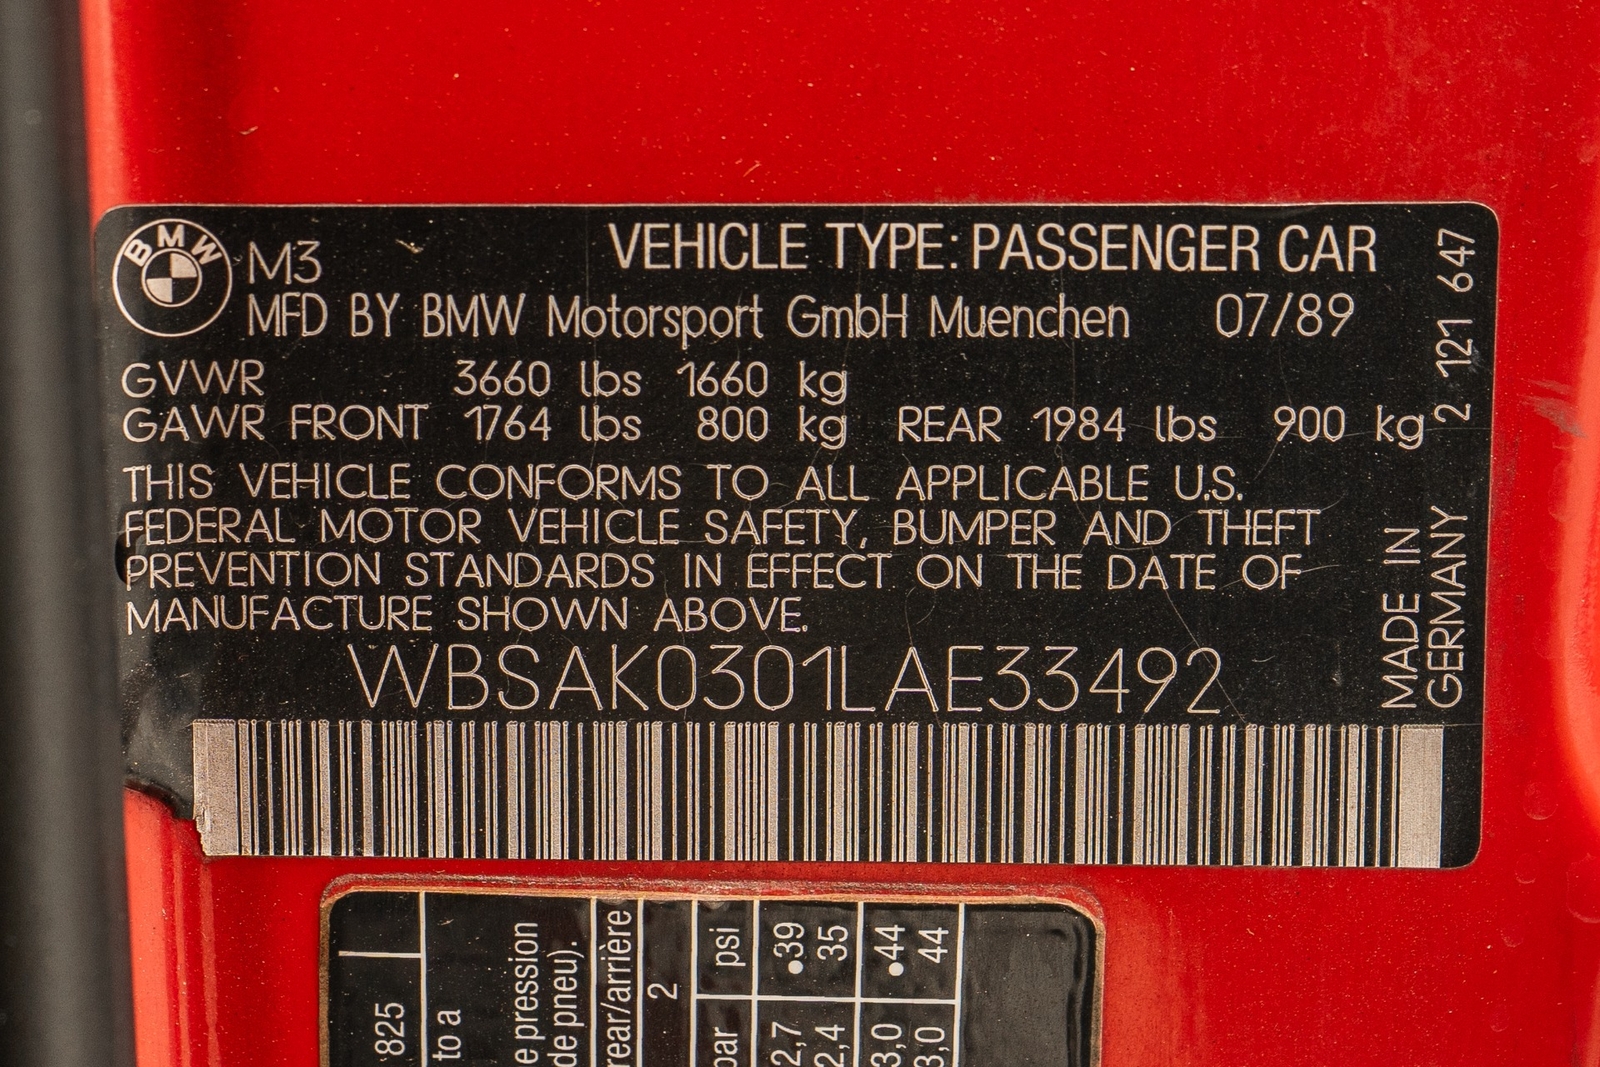 BMW
M3
VEHICLE TYPE: PASSENGER CAR
MFD BY BMW Motorsport GmbH Muenchen 07/89
GVWR 3660 lbs 1660 kg
GAWR FRONT 1764 lbs 800 kg REAR 1984 lbs 900 kg
THIS VEHICLE CONFORMS TO ALL APPLICABLE U.S.
FEDERAL MOTOR VEHICLE SAFETY, BUMPER AND THEFT
PREVENTION STANDARDS IN EFFECT ON THE DATE OF
MANUFACTURE SHOWN ABOVE.
WBSAK0301LAE33492
MADE IN
GERMANY
2 121 647
825
to a
e pression
de pneu).
rear/arrière
2
bar psi
2,7 •39
2,4 35
3,0 •44
3,0 44